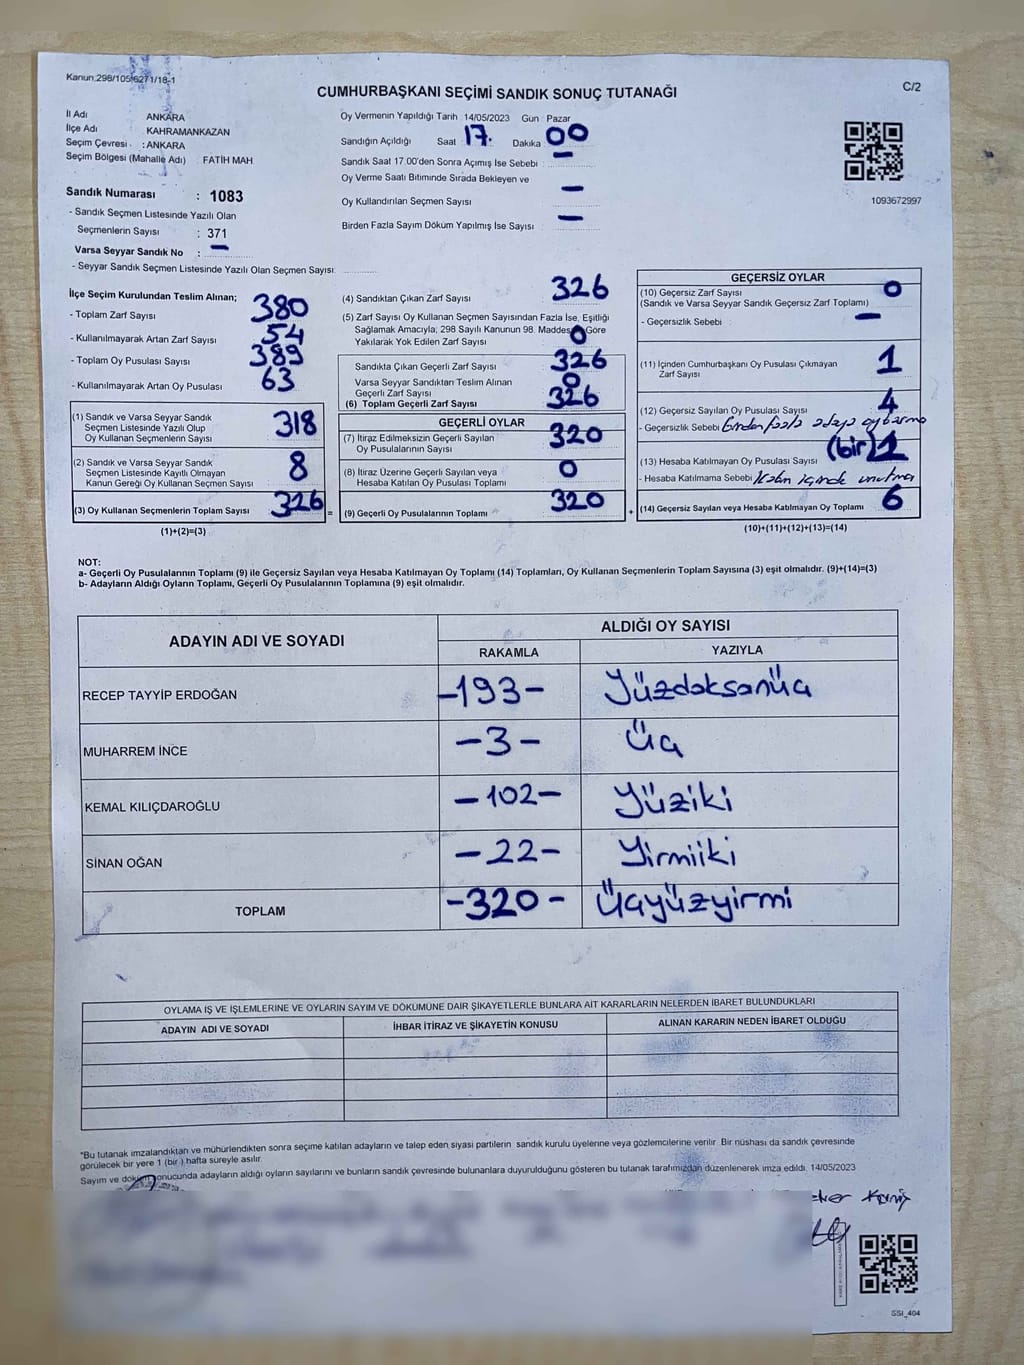 Kanun 298/105 6271/18-1
C/2
CUMHURBAŞKANI SEÇİMİ SANDIK SONUÇ TUTANAĞI
İl Adı ANKARA
İlçe Adı KAHRAMANKAZAN
Seçim Çevresi : ANKARA
Seçim Bölgesi (Mahalle Adı) FATİH MAH
Sandık Numarası : 1083
- Sandık Seçmen Listesinde Yazılı Olan
Seçmenlerin Sayısı : 371
Varsa Seyyar Sandık No : -
- Seyyar Sandık Seçmen Listesinde Yazılı Olan Seçmen Sayısı
Oy Vermenin Yapıldığı Tarih 14/05/2023 Gün Pazar
Sandığın Açıldığı Saat 17. Dakika 00
Sandık Saat 17.00'den Sonra Açımış İse Sebebi -
Oy Verme Saati Bitiminde Sırada Bekleyen ve
Oy Kullandırılan Seçmen Sayısı -
Birden Fazla Sayım Döküm Yapılmış İse Sayısı -
1093672997
İlçe Seçim Kurulundan Teslim Alınan;
- Toplam Zarf Sayısı 380
- Kullanılmayarak Artan Zarf Sayısı 54
- Toplam Oy Pusulası Sayısı 389
- Kullanılmayarak Artan Oy Pusulası 63
(1) Sandık ve Varsa Seyyar Sandık
Seçmen Listesinde Yazılı Olup
Oy Kullanan Seçmenlerin Sayısı 318
(2) Sandık ve Varsa Seyyar Sandık
Seçmen Listesinde Kayıtlı Olmayan
Kanun Gereği Oy Kullanan Seçmen Sayısı 8
(3) Oy Kullanan Seçmenlerin Toplam Sayısı 326 =
(1)+(2)=(3)
(4) Sandıktan Çıkan Zarf Sayısı 326
(5) Zarf Sayısı Oy Kullanan Seçmen Sayısından Fazla İse, Eşitliği
Sağlamak Amacıyla, 298 Sayılı Kanunun 98. Maddes Göre
Yakılarak Yok Edilen Zarf Sayısı 0
Sandıkta Çıkan Geçerli Zarf Sayısı 326
Varsa Seyyar Sandıktan Teslim Alınan
Geçerli Zarf Sayısı 0
(6) Toplam Geçerli Zarf Sayısı 326
GEÇERLİ OYLAR
(7) İtiraz Edilmeksizin Geçerli Sayılan
Oy Pusulasının Sayısı 320
(8) İtiraz Üzerine Geçerli Sayılan veya
Hesaba Katılan Oy Pusulası Toplamı 0
(9) Geçerli Oy Pusulalarının Toplamı 320 +
GEÇERSİZ OYLAR
(10) Geçersiz Zarf Sayısı 0
(Sandık ve Varsa Seyyar Sandık Geçersiz Zarf Toplamı)
- Geçersizlik Sebebi -
(11) İçinden Cumhurbaşkanı Oy Pusulası Çıkmayan
Zarf Sayısı 1
(12) Geçersiz Sayılan Oy Pusulası Sayısı 4
- Geçersizlik Sebebi birden fazla adaya oy
(13) Hesaba Katılmayan Oy Pusulası Sayısı (bir) 1
- Hesaba Katılmama Sebebi içinde unutma
(14) Geçersiz Sayılan veya Hesaba Katılmayan Oy Toplamı 6
(10)+(11)+(12)+(13)=(14)
NOT:
a- Geçerli Oy Pusulalarının Toplamı (9) ile Geçersiz Sayılan veya Hesaba Katılmayan Oy Toplamı (14) Toplamları, Oy Kullanan Seçmenlerin Toplam Sayısına (3) eşit olmalıdır. (9)+(14)=(3)
b- Adayların Aldığı Oyların Toplamı, Geçerli Oy Pusulalarının Toplamına (9) eşit olmalıdır.
ADAYIN ADI VE SOYADI
ALDIĞI OY SAYISI
RAKAMLA YAZIYLA
RECEP TAYYİP ERDOĞAN -193- Yüzdoksanüç
MUHARREM İNCE -3- Üç
KEMAL KILIÇDAROĞLU -102- Yüziki
SİNAN OĞAN -22- Yirmiiki
TOPLAM -320- Üçyüzyirmi
OYLAMA İŞ VE İŞLEMLERİNE VE OYLARIN SAYIM VE DÖKÜMÜNE DAİR ŞİKAYETLERLE BUNLARA AİT KARARLARIN NELERDEN İBARET BULUNDUKLARI
ADAYIN ADI VE SOYADI İHBAR İTİRAZ VE ŞİKAYETİN KONUSU ALINAN KARARIN NEDEN İBARET OLDUĞU
*Bu tutanak imzalandıktan ve mühürlendikten sonra seçime katılan adayların ve talep eden siyasi partilerin sandık kurulu üyelerine veya gözlemcilerine verilir. Bir nüshası da sandık çevresinde
görülecek bir yere 1 (bir) hafta süreyle asılır.
Sayım ve döküm sonucunda adayların aldığı oyların sayılarını ve bunların sandık çevresinde bulunanlara duyurulduğunu gösteren bu tutanak tarafımızdan düzenlenerek imza edildi. 14/05/2023
SSI_404